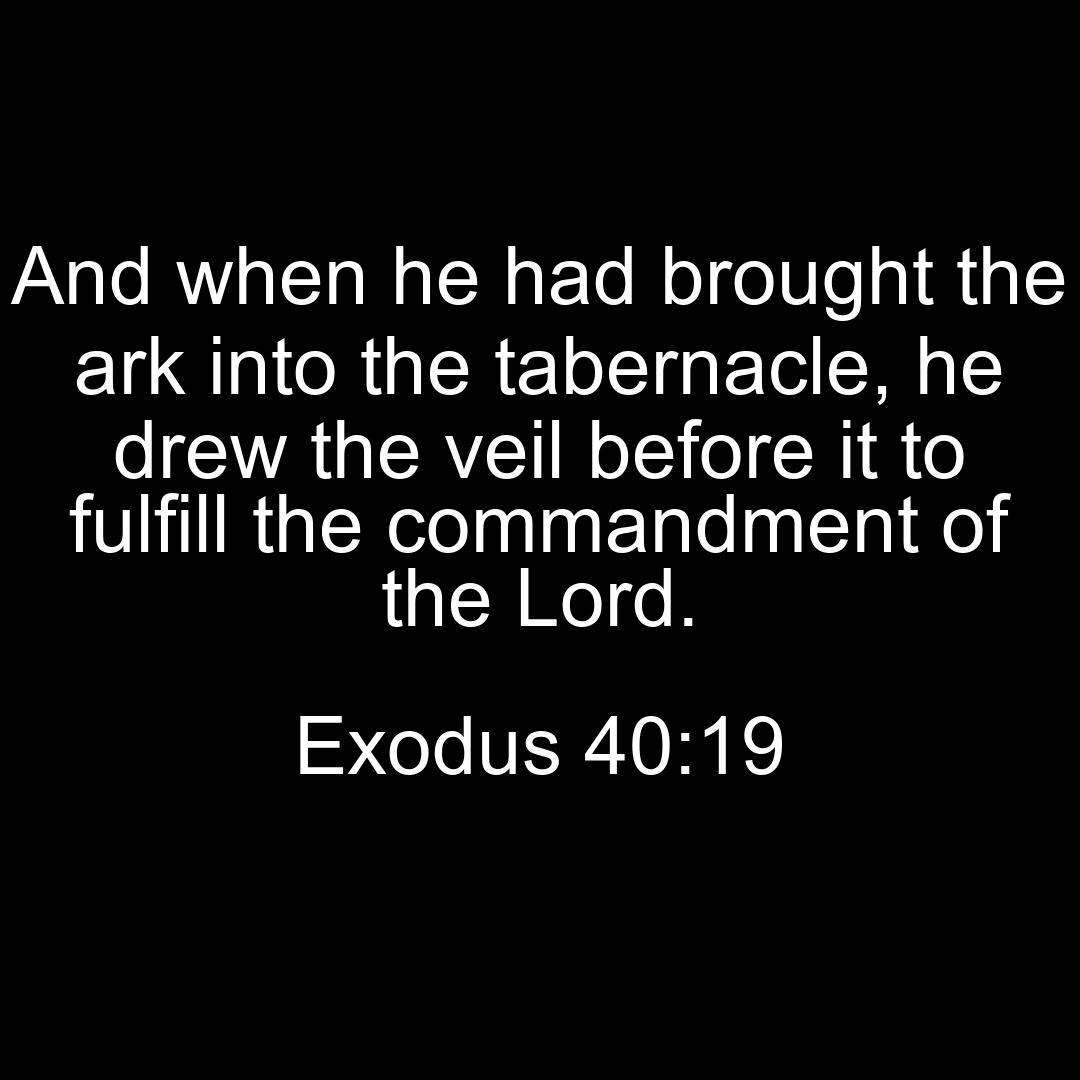 And when he had brought the
ark into the tabernacle, he
drew the veil before it to
fulfill the commandment of
the Lord.
Exodus 40:19